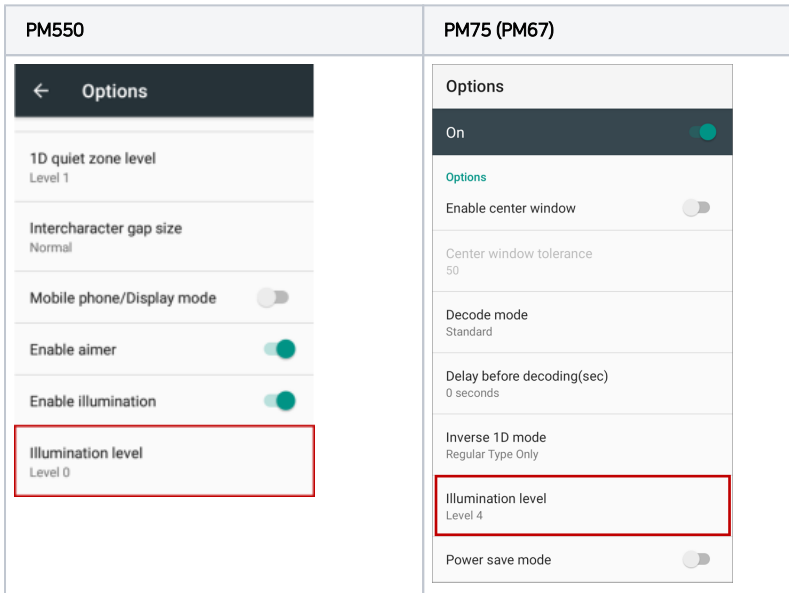 PM550
PM75 (PM67)
Options
1D quiet zone level
Level 1
Intercharacter gap size
Normal
Mobile phone/Display mode
Enable aimer
Enable illumination
Illumination level
Level 0
Options
On
Options
Enable center window
Center window tolerance
50
Decode mode
Standard
Delay before decoding(sec)
0 seconds
Inverse 1D mode
Regular Type Only
Illumination level
Level 4
Power save mode